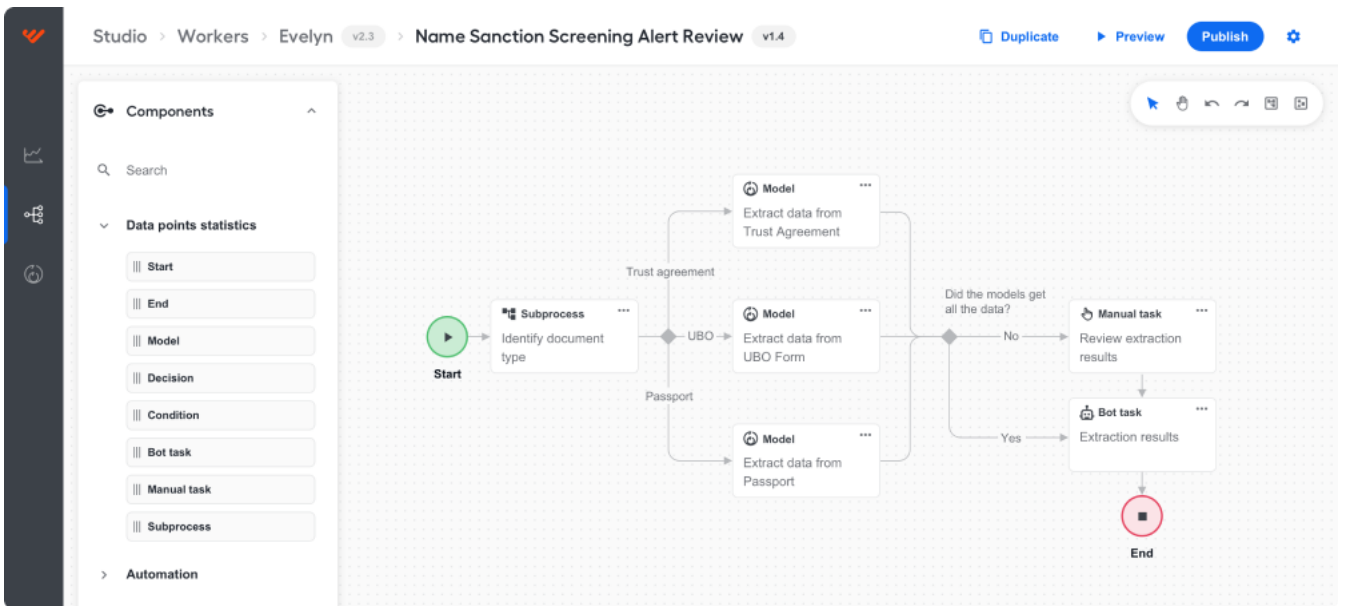 Studio > Workers > Evelyn v2.3 > Name Sanction Screening Alert Review v1.4
Duplicate
Preview
Publish
Components
Search
Data points statistics
Start
End
Model
Decision
Condition
Bot task
Manual task
Subprocess
Automation
Start
Subprocess
Identify document
type
Trust agreement
UBO
Passport
Model
Extract data from
Trust Agreement
Model
Extract data from
UBO Form
Model
Extract data from
Passport
Did the models get
all the data?
No
Yes
Manual task
Review extraction
results
Bot task
Extraction results
End